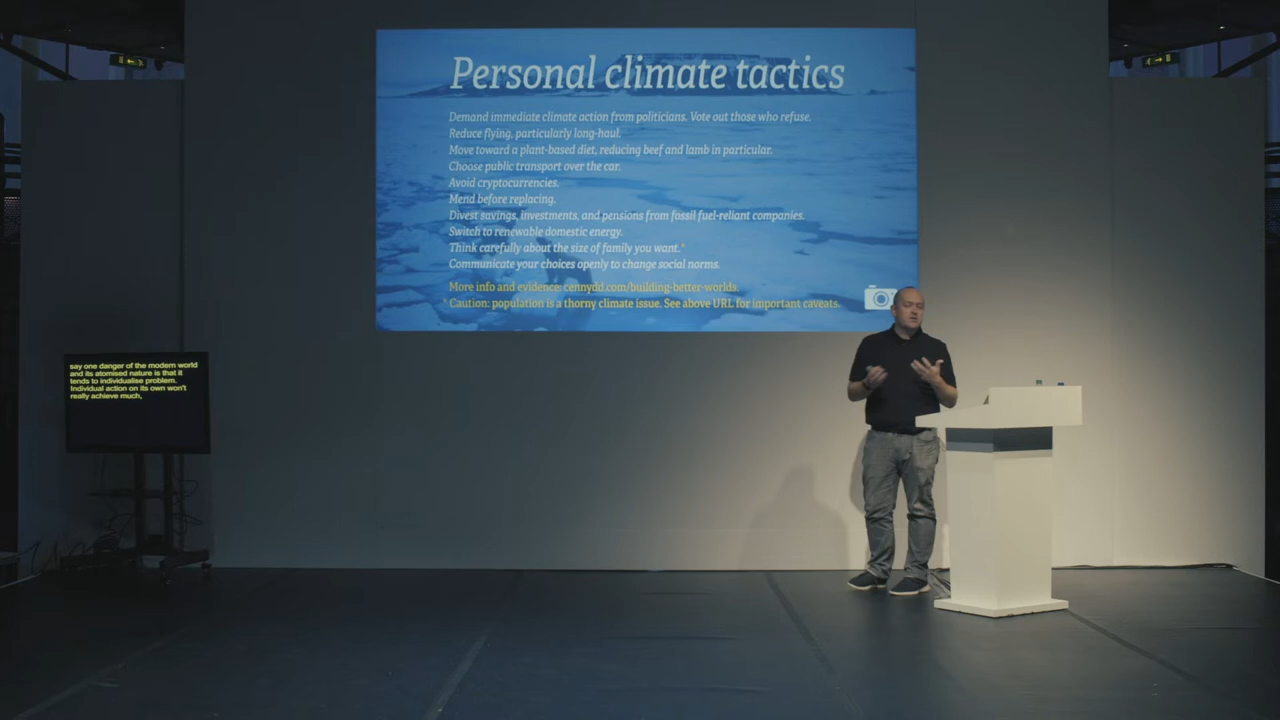 Personal climate tactics
Demand immediate climate action from politicians. Vote out those who refuse.
Reduce flying, particularly long-haul.
Move toward a plant-based diet, reducing beef and lamb in particular.
Choose public transport over the car.
Avoid cryptocurrencies.
Mend before replacing.
Divest savings, investments, and pensions from fossil fuel-reliant companies.
Switch to renewable domestic energy.
Think carefully about the size of family you want.*
Communicate your choices openly to change social norms.
More info and evidence: cennydd.com/building-better-worlds.
* Caution: population is a thorny climate issue. See above URL for important caveats.
say one danger of the modern world
and its atomised nature is that it
tends to individualise problem.
Individual action on its own won't
really achieve much,